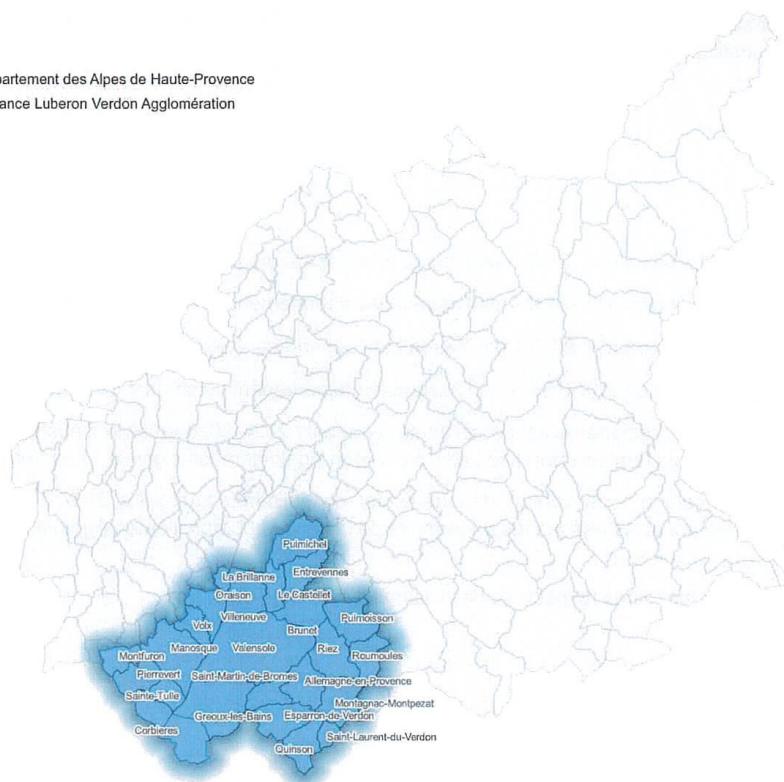 partement des Alpes de Haute-Provence
ance Luberon Verdon Agglomération
Puimichel
La Brillanne
Entrevennes
Oraison
Le Castellet
Villeneuve
Puimoisson
Volx
Brunet
Manosque
Valensole
Riez
Roumoules
Montfuron
Pierrevert
Saint-Martin-de-Bromes
Allemagne-en-Provence
Sainte-Tulle
Montagnac-Montpezat
Greoux-les-Bains
Esparron-de-Verdon
Corbieres
Saint-Laurent-du-Verdon
Quinson